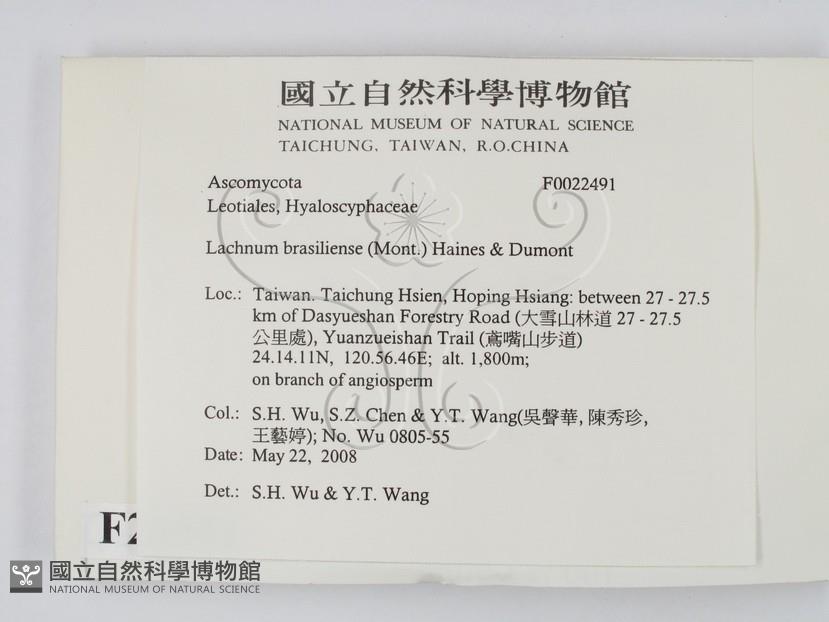 國立自然科學博物館
NATIONAL MUSEUM OF NATURAL SCIENCE
TAICHUNG, TAIWAN, R.O.CHINA
Ascomycota F0022491
Leotiales, Hyaloscyphaceae
Lachnum brasiliense (Mont.) Haines & Dumont
Loc.: Taiwan. Taichung Hsien, Hoping Hsiang: between 27 - 27.5
km of Dasyueshan Forestry Road (大雪山林道 27 - 27.5
公里處), Yuanzueishan Trail (鳶嘴山步道)
24.14.11N, 120.56.46E; alt. 1,800m;
on branch of angiosperm
Col.: S.H. Wu, S.Z. Chen & Y.T. Wang(吳聲華, 陳秀珍,
王藝婷); No. Wu 0805-55
Date: May 22, 2008
Det.: S.H. Wu & Y.T. Wang
F2
國立自然科學博物館
NATIONAL MUSEUM OF NATURAL SCIENCE